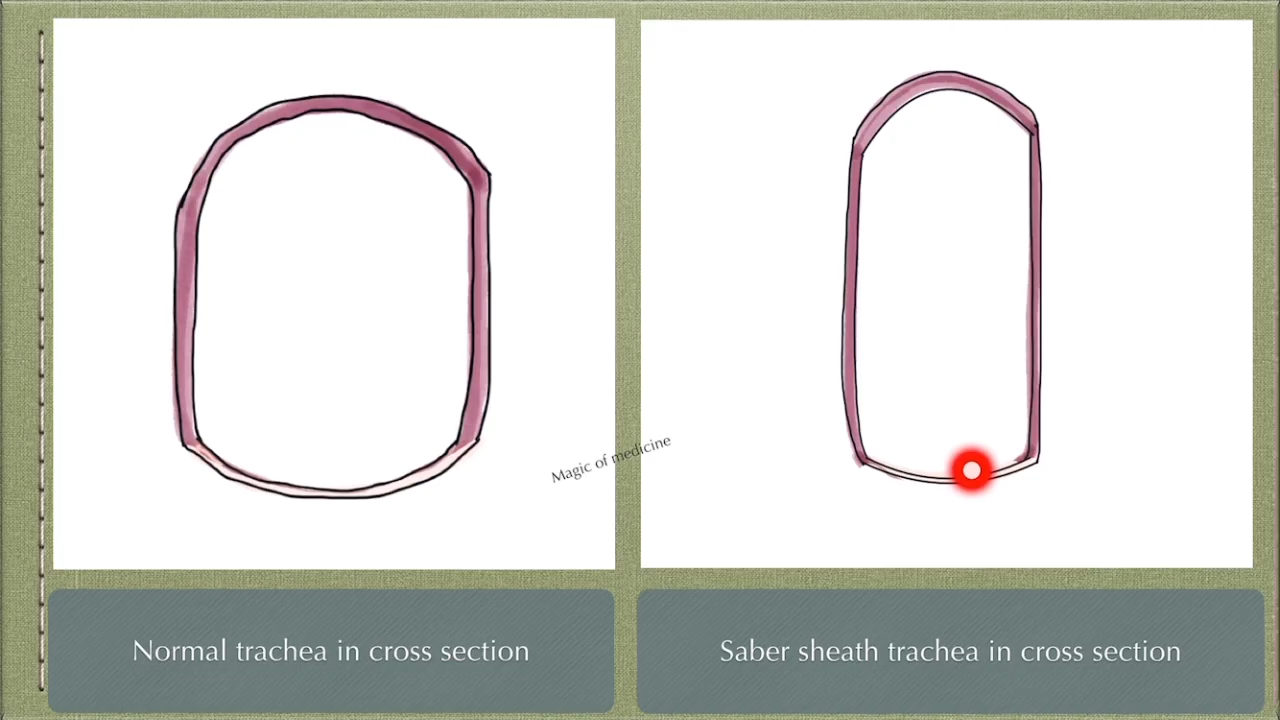 Magic of medicine
Normal trachea in cross section
Saber sheath trachea in cross section